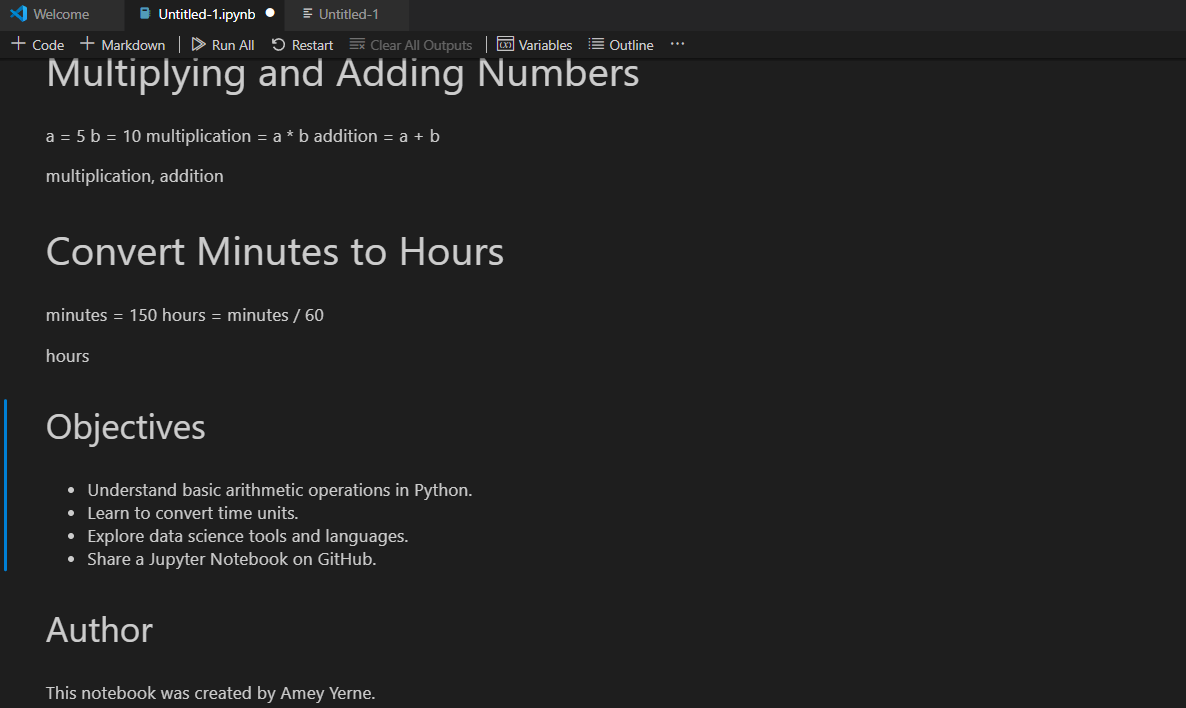 Welcome Untitled-1.ipynb Untitled-1
Code Markdown Run All Restart Clear All Outputs Variables Outline ...
Multiplying and Adding Numbers
a = 5 b = 10 multiplication = a * b addition = a + b
multiplication, addition
Convert Minutes to Hours
minutes = 150 hours = minutes / 60
hours
Objectives
• Understand basic arithmetic operations in Python.
• Learn to convert time units.
• Explore data science tools and languages.
• Share a Jupyter Notebook on GitHub.
Author
This notebook was created by Amey Yerne.